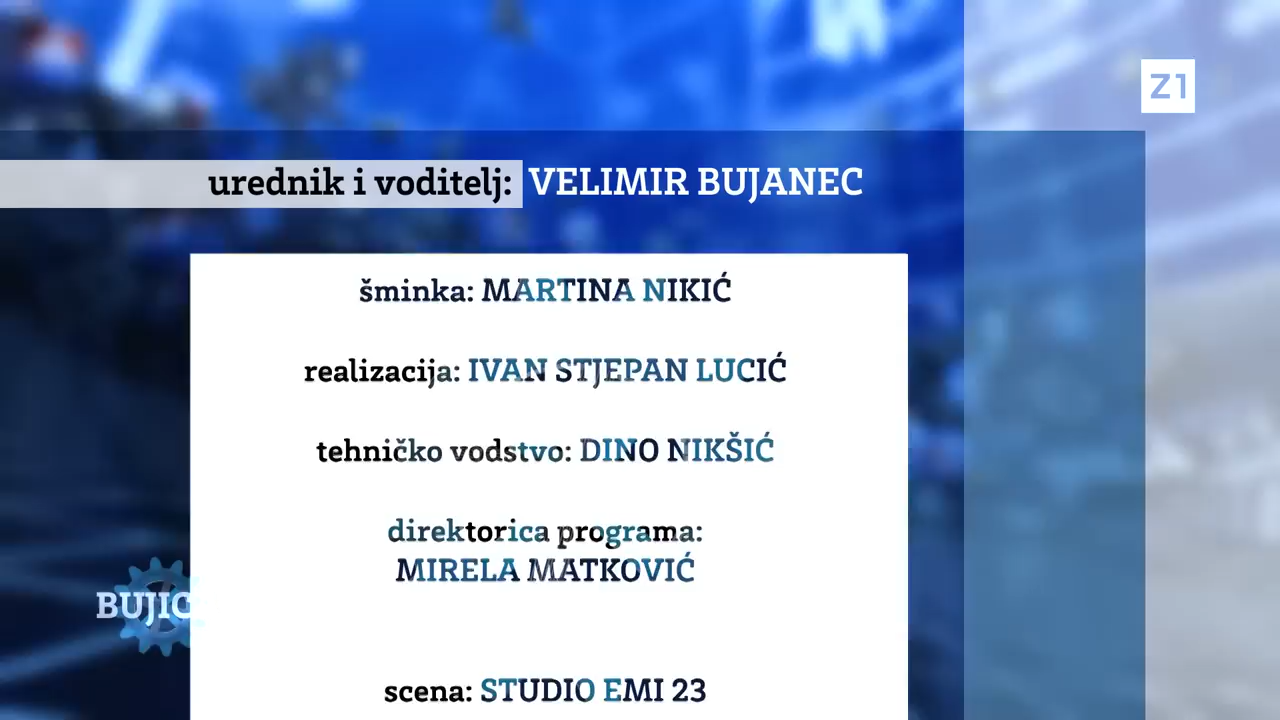 Z1
urednik i voditelj: VELIMIR BUJANEC
šminka: MARTINA NIKIĆ
realizacija: IVAN STJEPAN LUCIĆ
tehničko vodstvo: DINO NIKŠIĆ
direktorica programa:
MIRELA MATKOVIĆ
BUJIC
scena: STUDIO EMI 23